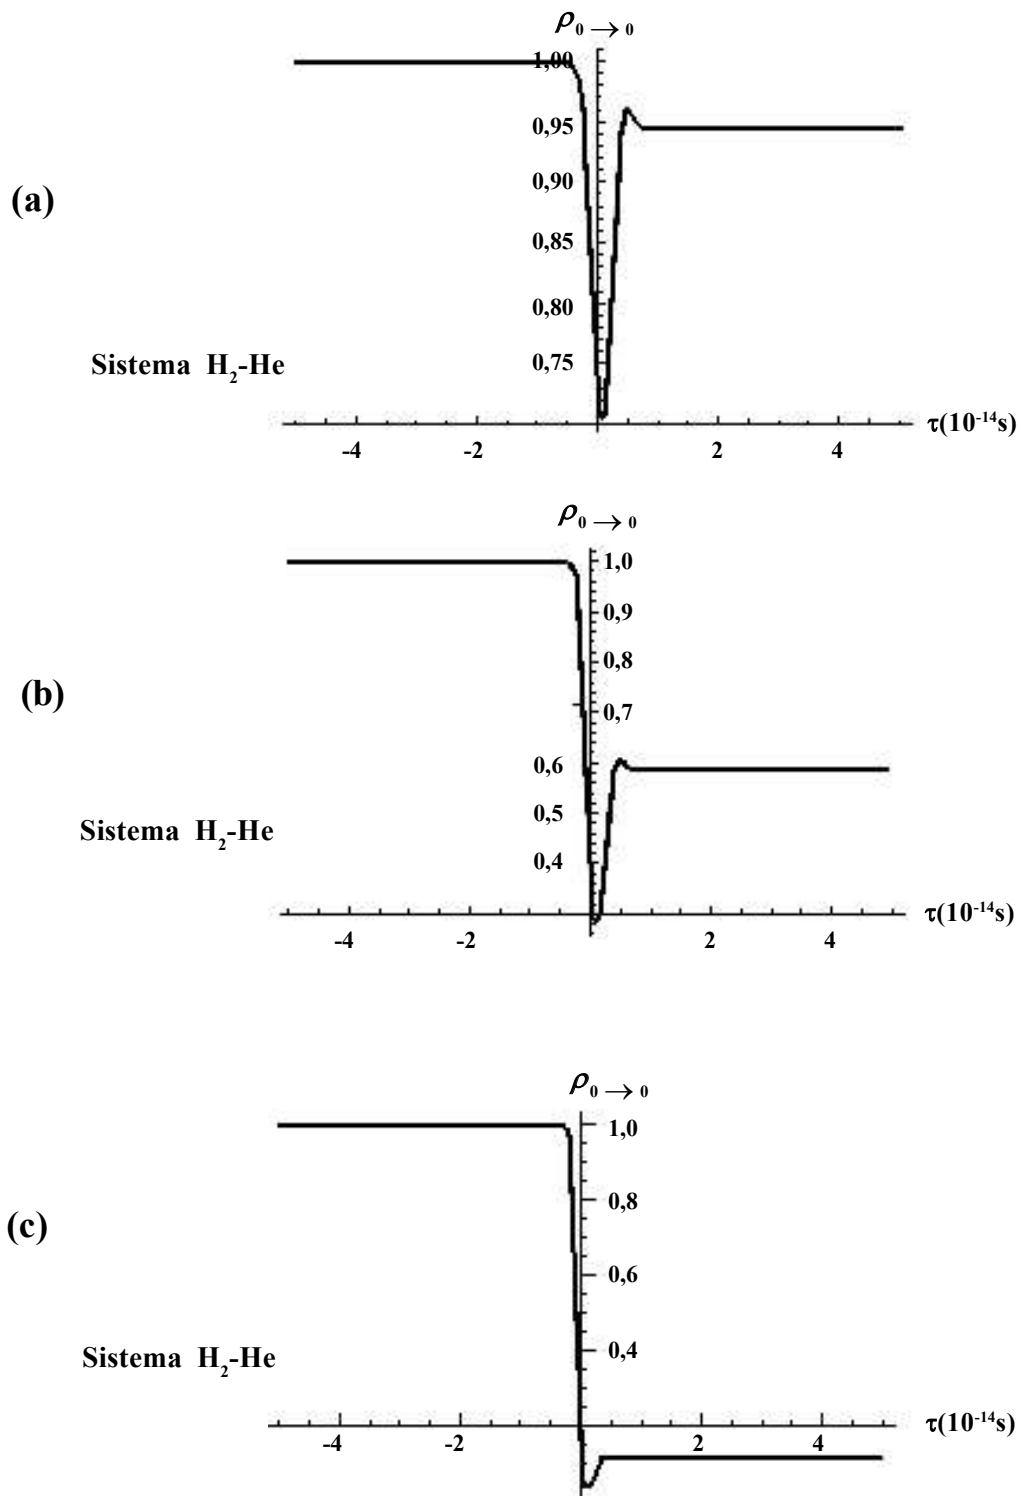 ρ₀ → ₀
1,00
0,95
0,90
(a)
0,85
0,80
0,75
Sistema H₂-He
τ(10⁻¹⁴s)
-4 -2 2 4
ρ₀ → ₀
1,0
0,9
0,8
(b)
0,7
0,6
0,5
Sistema H₂-He
0,4
τ(10⁻¹⁴s)
-4 -2 2 4
ρ₀ → ₀
1,0
0,8
(c)
0,6
0,4
Sistema H₂-He
τ(10⁻¹⁴s)
-4 -2 2 4